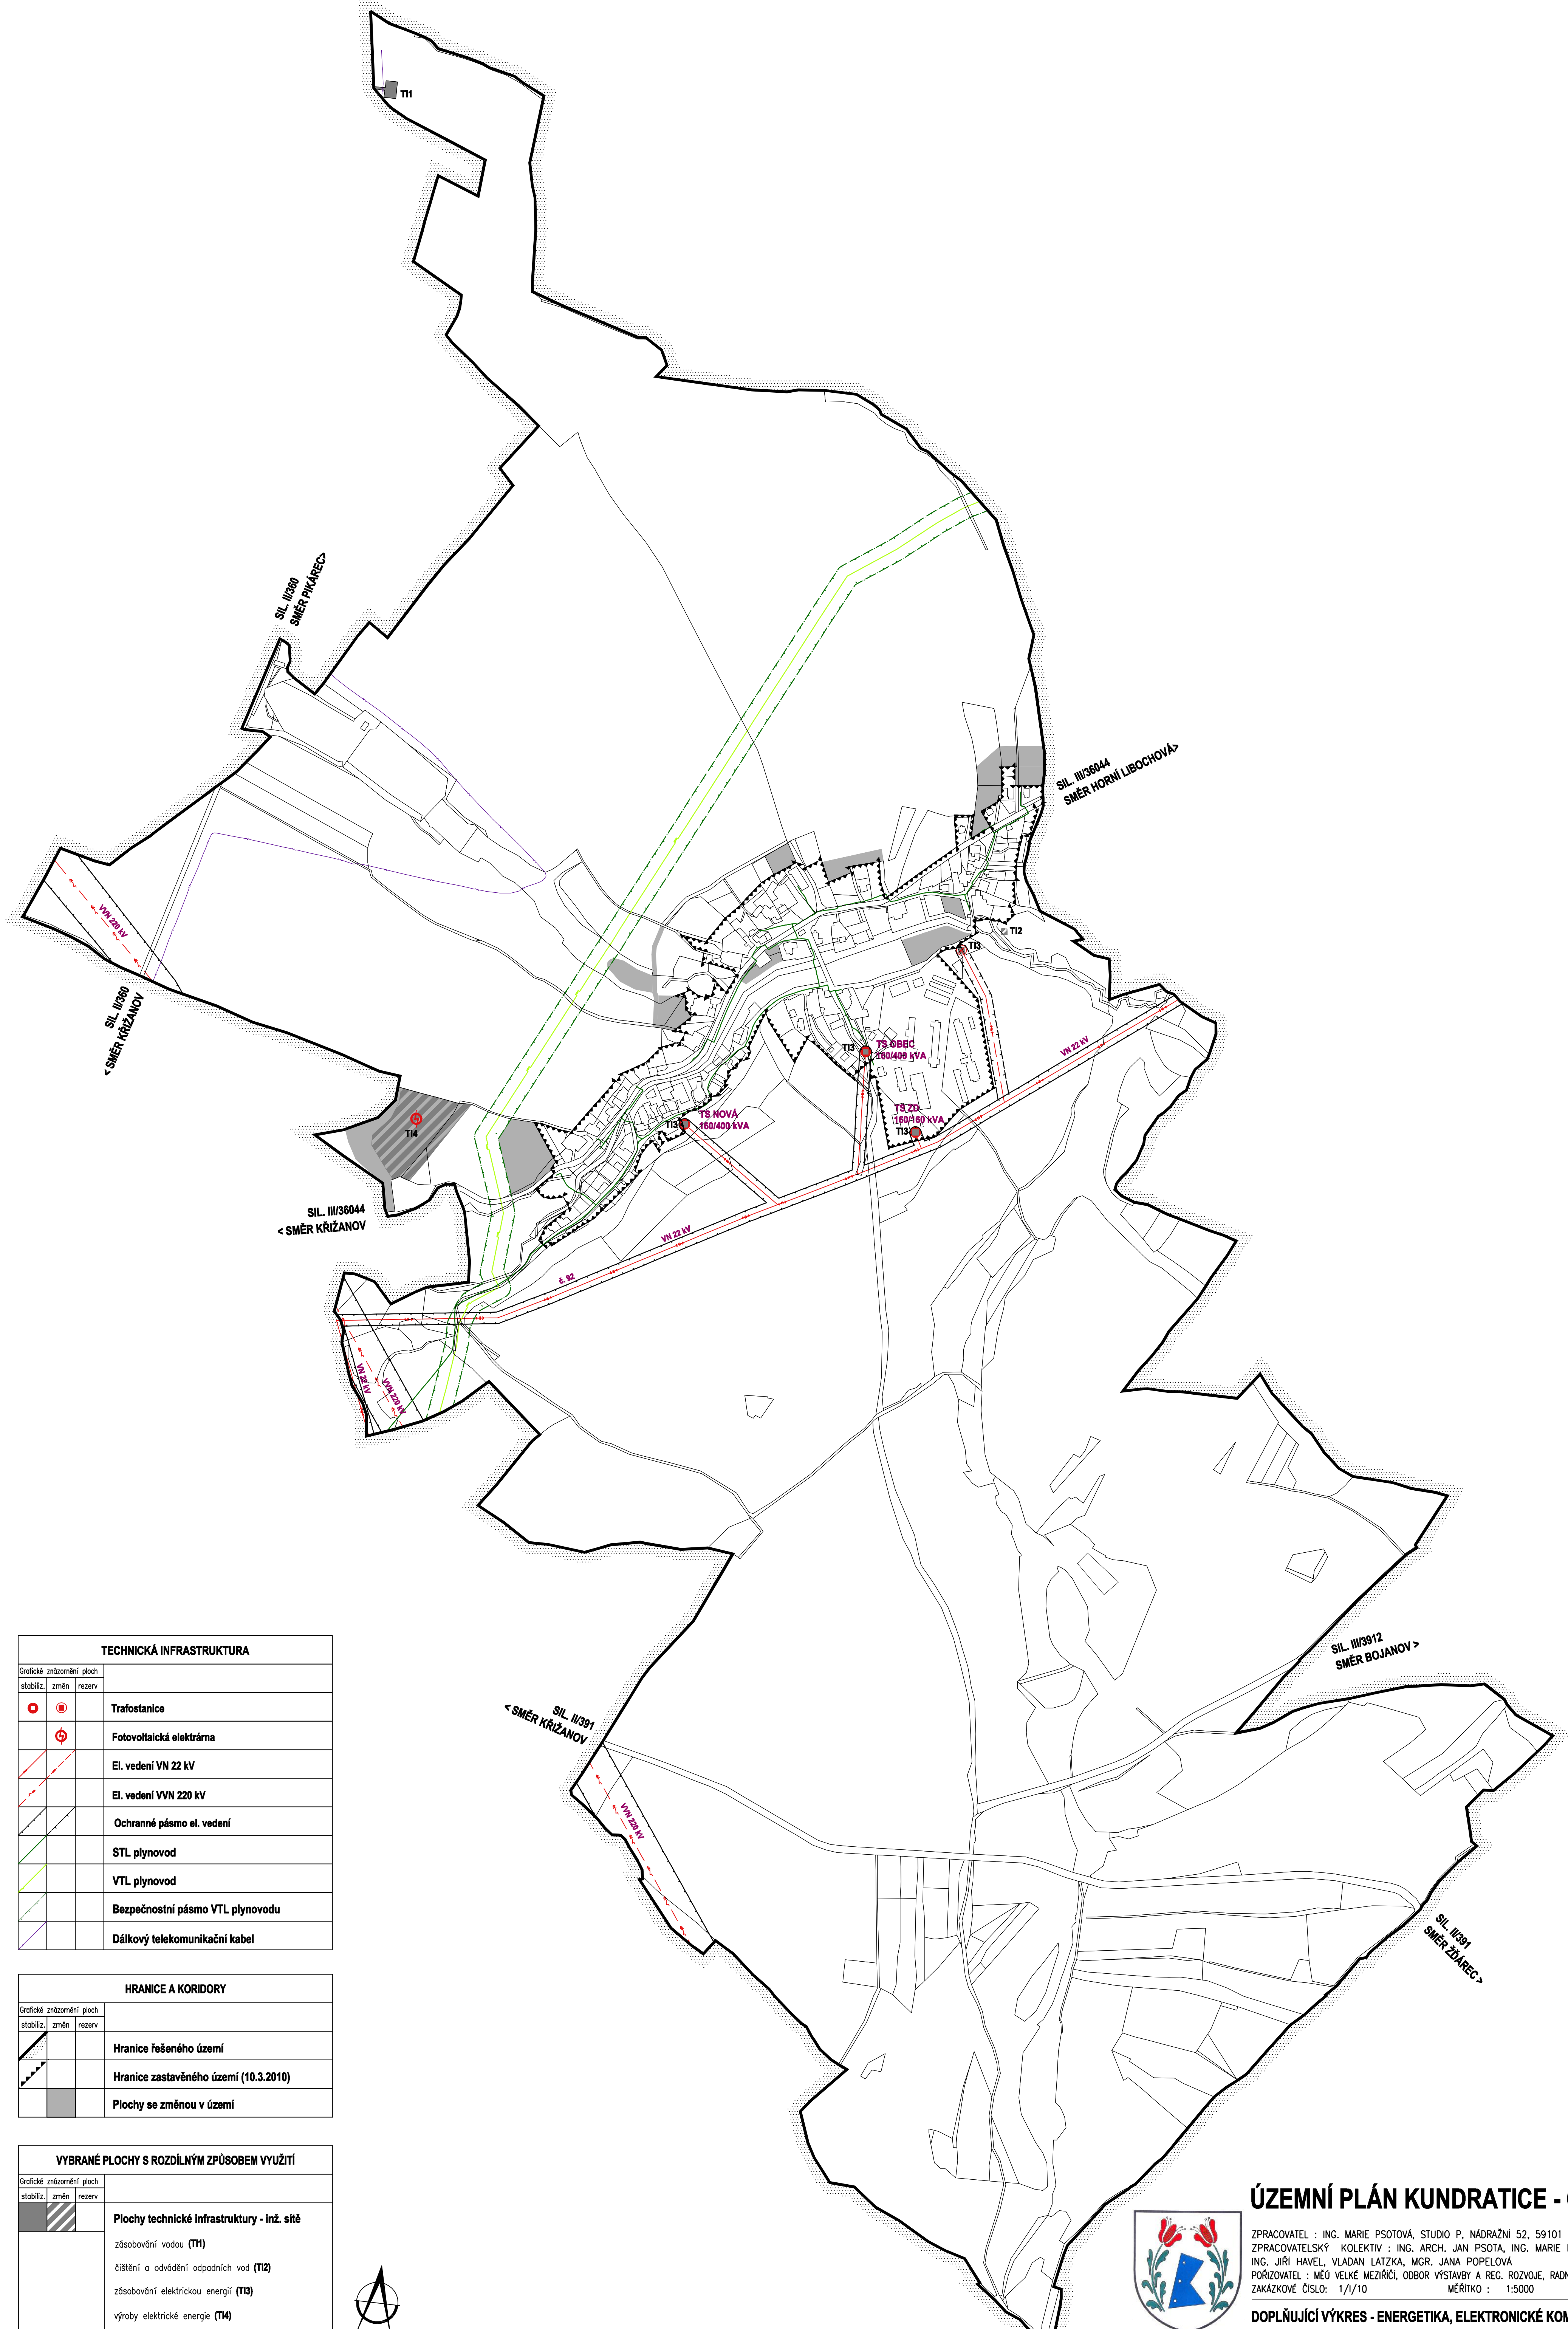 TI1
SIL. II/360
SMĚR PIKÁREC>
SIL. III/36044
SMĚR HORNÍ LIBOCHOVÁ>
VVN 220 kV
SIL. II/360
< SMĚR KŘIŽANOV
TI2
TI3
TI3
TS OBEC
160/400 kVA
VN 22 kV
TI4
TI3
TS NOVÁ
160/400 kVA
TS ZD
160/160 kVA
TI3
SIL. III/36044
< SMĚR KŘIŽANOV
VN 22 kV
č. 92
VN 22 kV
VVN 220 kV
SIL. III/3912
SMĚR BOJANOV >
SIL. II/391
< SMĚR KŘIŽANOV
VVN 220 kV
SIL. II/391
SMĚR ŽĎÁREC >
TECHNICKÁ INFRASTRUKTURA
Grafické znázornění ploch
stabiliz. změn rezerv
Trafostanice
Fotovoltaická elektrárna
El. vedení VN 22 kV
El. vedení VVN 220 kV
Ochranné pásmo el. vedení
STL plynovod
VTL plynovod
Bezpečnostní pásmo VTL plynovodu
Dálkový telekomunikační kabel
HRANICE A KORIDORY
Grafické znázornění ploch
stabiliz. změn rezerv
Hranice řešeného území
Hranice zastavěného území (10.3.2010)
Plochy se změnou v území
VYBRANÉ PLOCHY S ROZDÍLNÝM ZPŮSOBEM VYUŽITÍ
Grafické znázornění ploch
stabiliz. změn rezerv
Plochy technické infrastruktury - inž. sítě
zásobování vodou (TI1)
čištění a odvádění odpadních vod (TI2)
zásobování elektrickou energií (TI3)
výroby elektrické energie (TI4)
ÚZEMNÍ PLÁN KUNDRATICE -
ZPRACOVATEL : ING. MARIE PSOTOVÁ, STUDIO P, NÁDRAŽNÍ 52, 59101
ZPRACOVATELSKÝ KOLEKTIV : ING. ARCH. JAN PSOTA, ING. MARIE
ING. JIŘÍ HAVEL, VLADAN LATZKA, MGR. JANA POPELOVÁ
POŘIZOVATEL : MĚÚ VELKÉ MEZIŘÍČÍ, ODBOR VÝSTAVBY A REG. ROZVOJE, RADN
ZAKÁZKOVÉ ČÍSLO: 1/I/10 MĚŘÍTKO : 1:5000
DOPLŇUJÍCÍ VÝKRES - ENERGETIKA, ELEKTRONICKÉ KOM